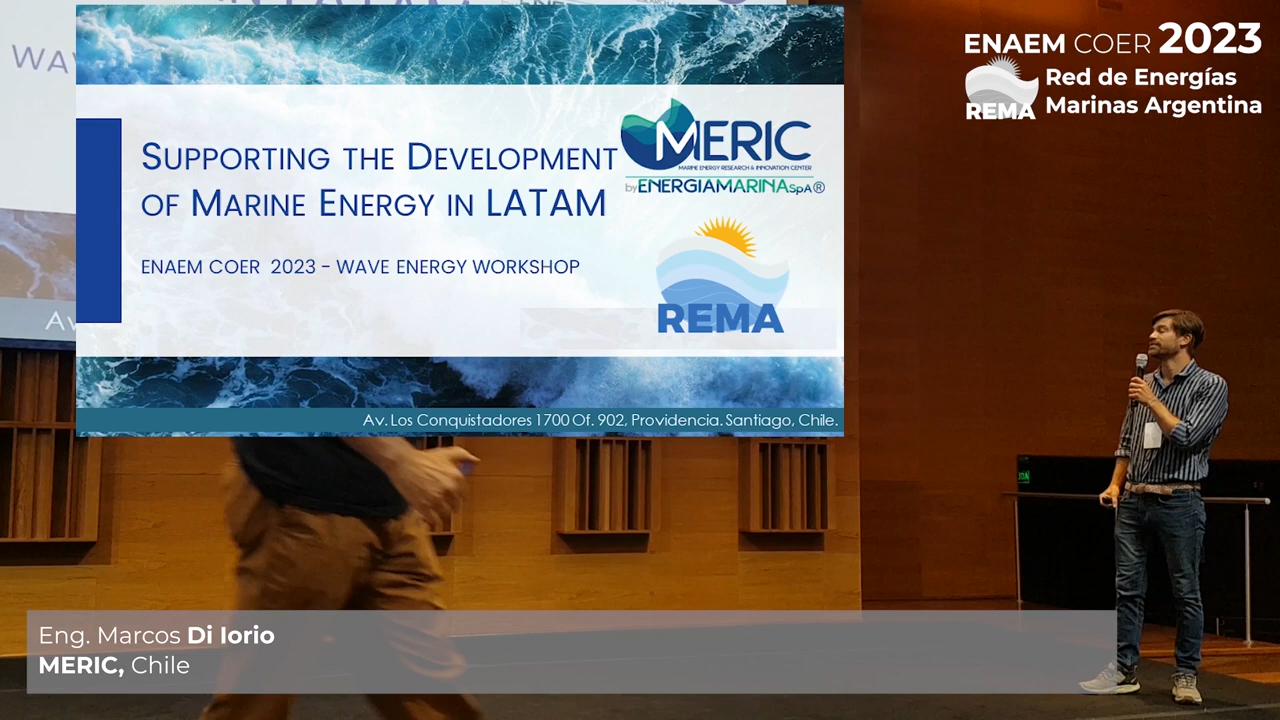 WAV
ENAEM COER 2023
Red de Energías
Marinas Argentina
REMA
SUPPORTING THE DEVELOPMENT
OF MARINE ENERGY IN LATAM
ENAEM COER 2023 - WAVE ENERGY WORKSHOP
MERIC
MARINE ENERGY RESEARCH & INNOVATION CENTER
by ENERGIAMARINA SpA®
REMA
Av
Av. Los Conquistadores 1700 Of. 902, Providencia. Santiago, Chile.
Eng. Marcos Di Iorio
MERIC, Chile